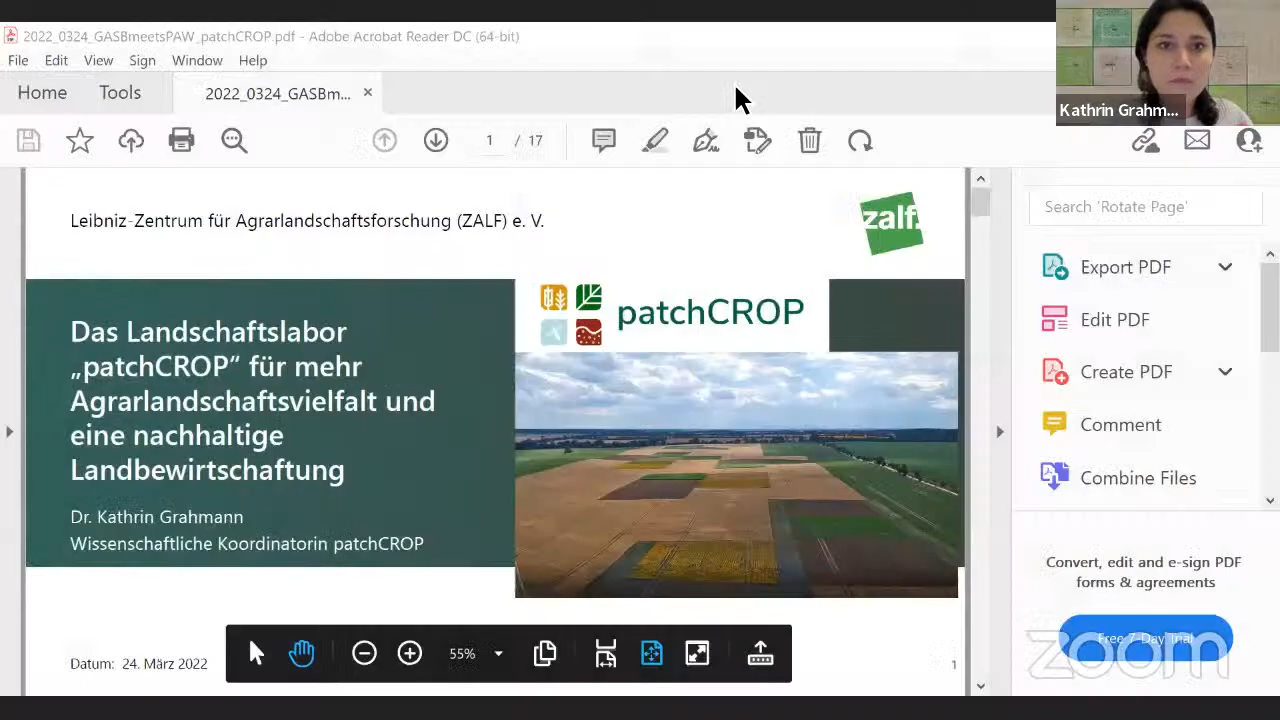 2022_0324_GASBmeetsPAW_patchCROP.pdf - Adobe Acrobat Reader DC (64-bit)
File Edit View Window Help
Home Tools 2022_0324_GASBm... ×
Kathrin Grahm...
1 / 17
Leibniz-Zentrum für Agrarlandschaftsforschung (ZALF) e. V.
zalf.
patchCROP
Das Landschaftslabor
„patchCROP“ für mehr
Agrarlandschaftsvielfalt und
eine nachhaltige
Landbewirtschaftung
Dr. Kathrin Grahmann
Wissenschaftliche Koordinatorin patchCROP
Datum: 24. März 2022
1
55%
Search 'Rotate Page'
Export PDF
Edit PDF
Create PDF
Comment
Combine Files
Convert, edit and e-sign PDF
forms & agreements
Free 7-Day Trial
zoom